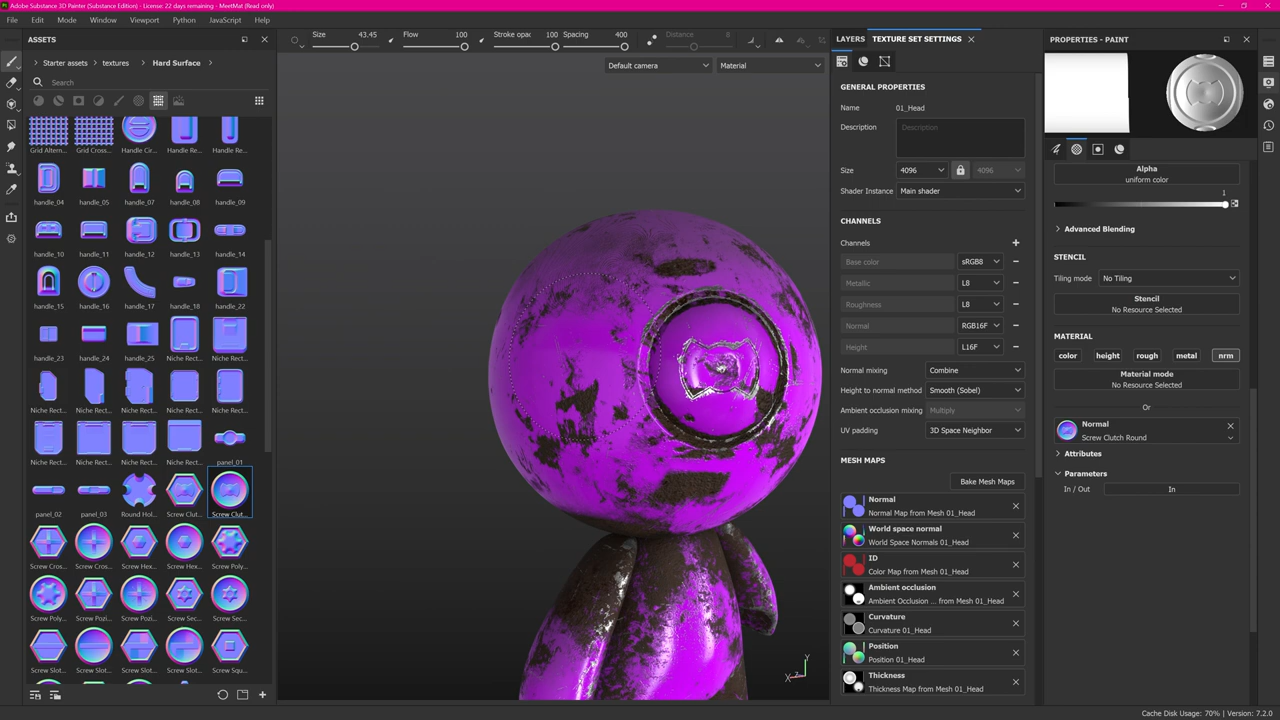 Adobe Substance 3D Painter (Substance Edition) - License: 22 days remaining - MeetMat (Read only)
File Edit Mode Window Viewport Python JavaScript Help
ASSETS
Starter assets textures Hard Surface
Search
Grid Altern... Grid Cross... Handle Cir... Handle Re... Handle Re...
handle_04 handle_05 handle_07 handle_08 handle_09
handle_10 handle_11 handle_12 handle_13 handle_14
handle_15 handle_16 handle_17 handle_18 handle_22
handle_23 handle_24 handle_25 Niche Rect... Niche Rect...
Niche Rect... Niche Rect... Niche Rect... Niche Rect... Niche Rect...
Niche Rect... Niche Rect... Niche Rect... Niche Rect... panel_01
panel_02 panel_03 Round Hol... Screw Clut... Screw Clut...
Screw Cros... Screw Cros... Screw Hex... Screw Hex... Screw Poly...
Screw Poly... Screw Pozi... Screw Pozi... Screw Sec... Screw Sec...
Screw Slot... Screw Slot... Screw Slot... Screw Slot... Screw Squ...
Size 43.45 Flow 100 Stroke opac 100 Spacing 400 Distance 8
Default camera Material
Y
X Z
LAYERS TEXTURE SET SETTINGS
GENERAL PROPERTIES
Name 01_Head
Description Description
Size 4096 4096
Shader Instance Main shader
CHANNELS
Channels
Base color sRGB8
Metallic L8
Roughness L8
Normal RGB16F
Height L16F
Normal mixing Combine
Height to normal method Smooth (Sobel)
Ambient occlusion mixing Multiply
UV padding 3D Space Neighbor
MESH MAPS
Bake Mesh Maps
Normal
Normal Map from Mesh 01_Head
World space normal
World Space Normals 01_Head
ID
Color Map from Mesh 01_Head
Ambient occlusion
Ambient Occlusion ... from Mesh 01_Head
Curvature
Curvature 01_Head
Position
Position 01_Head
Thickness
Thickness Map from Mesh 01_Head
PROPERTIES - PAINT
Alpha
uniform color
1
Advanced Blending
STENCIL
Tiling mode No Tiling
Stencil
No Resource Selected
MATERIAL
color height rough metal nrm
Material mode
No Resource Selected
Or
Normal
Screw Clutch Round
Attributes
Parameters
In / Out In
Cache Disk Usage: 70% | Version: 7.2.0